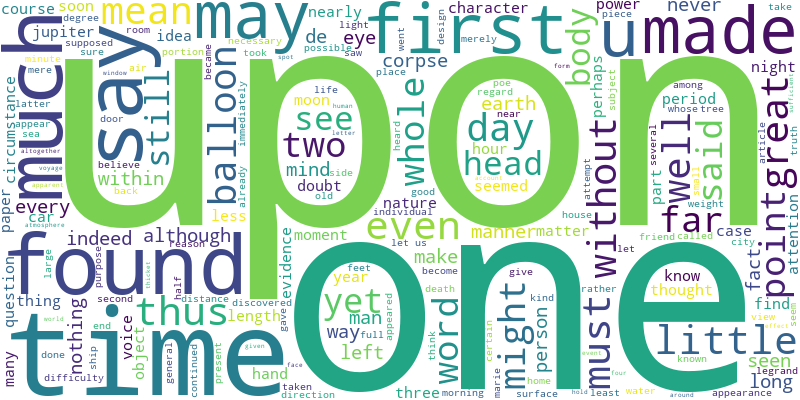 upon
one
found
time
first
made
say
may
much
great
day
see
two
head
even
yet
thus
little
might
must
without
far
well
said
point
u
whole
balloon
still
body
word
mean
corpse
eye
de
nearly
character
power
never
take
course
soon
degree
jupiter
supposed
sure
room
idea
portion
light
necessary
took
possible
went
saw
design
merely
piece
night
minute
mere
window
air
became
place
form
spot
perhaps
subject
among
period
whose
tree
sufficient
latter
appear
sea
circumstance
door
immediately
life
human
moon
poe
regard
earth
near
letter
heard
hour
mind
side
seemed
doubt
old
account
good
nature
individual
believe
within
back
already
less
altogether
voyage
apparent
paper
car
every
atmosphere
indeed
although
reason
moment
evidence
manner
matter
let us
make
become
house
attempt
several
part
small
weight
article
truth
attention
friend
called
let
city
case
fact
know
thought
view
effect
find
seem
seen
known
legrand
long
appearance
around
least
water
hold
four
event
rather
home
kind
person
give
surface
certain
marie
morning
three
think
death
appeared
full
feet
year
man
way
left
gave
discovered
length
distance
half
purpose
large
question
thing
nothing
second
end
voice
object
hand
taken
direction
face
given
present
continued
general
ship
difficulty
done
world
many
thicket